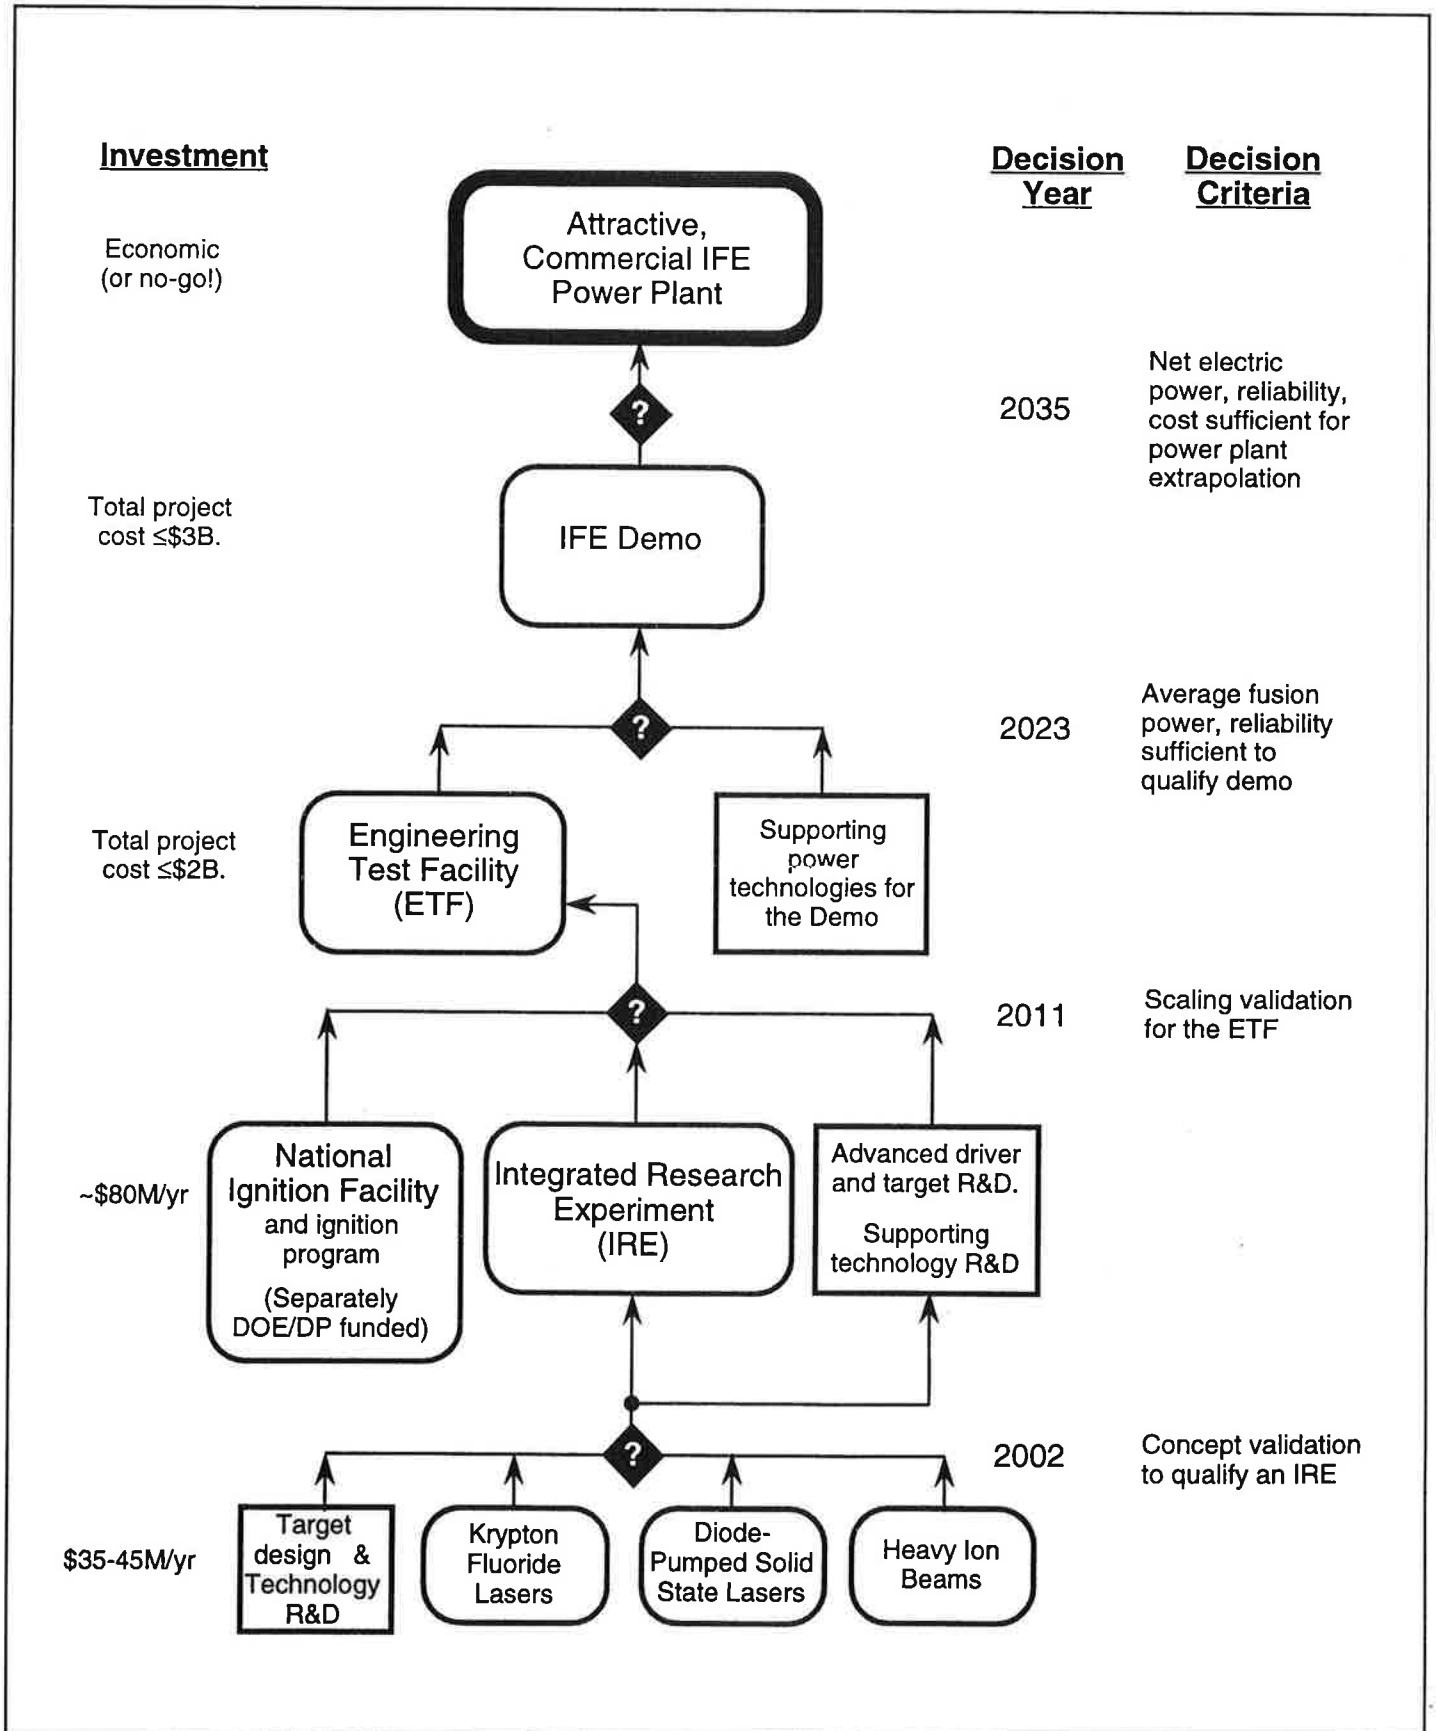 Investment
Decision
Year
Decision
Criteria
Economic
(or no-go!)
Attractive,
Commercial IFE
Power Plant
?
2035
Net electric
power, reliability,
cost sufficient for
power plant
extrapolation
Total project
cost ≤$3B.
IFE Demo
?
2023
Average fusion
power, reliability
sufficient to
qualify demo
Total project
cost ≤$2B.
Engineering
Test Facility
(ETF)
Supporting
power
technologies for
the Demo
?
2011
Scaling validation
for the ETF
~$80M/yr
National
Ignition Facility
and ignition
program
(Separately
DOE/DP funded)
Integrated Research
Experiment
(IRE)
Advanced driver
and target R&D.
Supporting
technology R&D
?
2002
Concept validation
to qualify an IRE
$35-45M/yr
Target
design &
Technology
R&D
Krypton
Fluoride
Lasers
Diode-
Pumped Solid
State Lasers
Heavy Ion
Beams